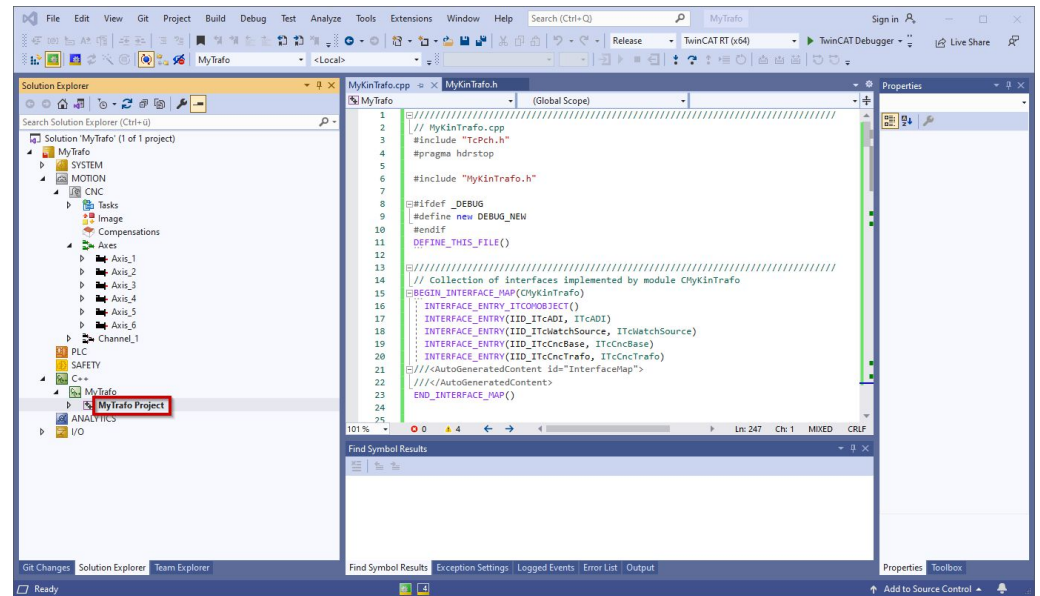 File Edit View Git Project Build Debug Test Analyze Tools Extensions Window Help Search (Ctrl+Q) MyTrafo Sign in
Release TwinCAT RT (x64) TwinCAT Debugger Live Share
MyTrafo <Local>
Solution Explorer
Search Solution Explorer (Ctrl+ü)
Solution 'MyTrafo' (1 of 1 project)
MyTrafo
SYSTEM
MOTION
CNC
Tasks
Image
Compensations
Axes
Axis_1
Axis_2
Axis_3
Axis_4
Axis_5
Axis_6
Channel_1
PLC
SAFETY
C++
MyTrafo
MyTrafo Project
ANALYTICS
I/O
Git Changes Solution Explorer Team Explorer
MyKinTrafo.cpp MyKinTrafo.h
MyTrafo (Global Scope)
1 ///////////////////////////////////////////////////////////////////////////////
2 // MyKinTrafo.cpp
3 #include "TcPch.h"
4 #pragma hdrstop
5
6 #include "MyKinTrafo.h"
7
8 #ifdef _DEBUG
9 #define new DEBUG_NEW
10 #endif
11 DEFINE_THIS_FILE()
12
13 ///////////////////////////////////////////////////////////////////////////////
14 // Collection of interfaces implemented by module CMyKinTrafo
15 BEGIN_INTERFACE_MAP(CMyKinTrafo)
16 INTERFACE_ENTRY_ITCOMOBJECT()
17 INTERFACE_ENTRY(IID_ITcADI, ITcADI)
18 INTERFACE_ENTRY(IID_ITcWatchSource, ITcWatchSource)
19 INTERFACE_ENTRY(IID_ITcCncBase, ITcCncBase)
20 INTERFACE_ENTRY(IID_ITcCncTrafo, ITcCncTrafo)
21 ///<AutoGeneratedContent id="InterfaceMap">
22 ///</AutoGeneratedContent>
23 END_INTERFACE_MAP()
24
25
101 % 0 4 Ln: 247 Ch: 1 MIXED CRLF
Find Symbol Results
Find Symbol Results Exception Settings Logged Events Error List Output
Properties
Properties Toolbox
Ready 4 Add to Source Control